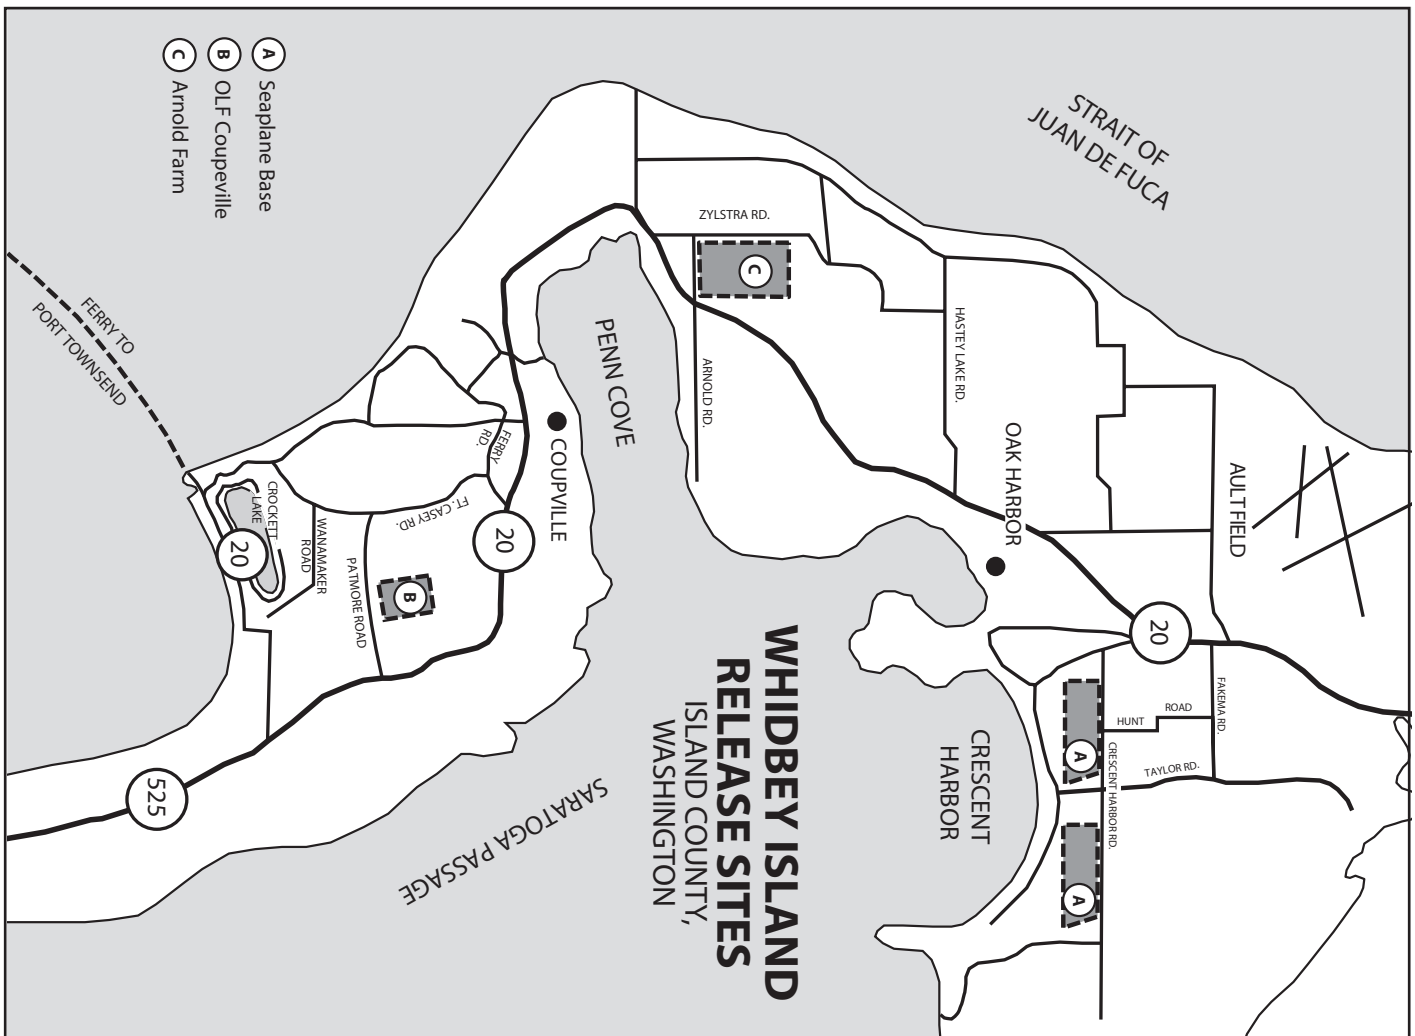 STRAIT OF
JUAN DE FUCA
AULT FIELD
20
FAKEMA RD.
HUNT
ROAD
TAYLOR RD.
CRESCENT HARBOR RD.
A
A
OAK HARBOR
CRESCENT
HARBOR
HASTEY LAKE RD.
ZYLSTRA RD.
C
ARNOLD RD.
WHIDBEY ISLAND
RELEASE SITES
ISLAND COUNTY,
WASHINGTON
PENN COVE
COUPVILLE
SARATOGA PASSAGE
20
FERRY
RD.
FT. CASEY RD.
B
PATMORE ROAD
WANAMAKER
ROAD
CROCKETT
LAKE
20
525
FERRY TO
PORT TOWNSEND
A Seaplane Base
B OLF Coupeville
C Arnold Farm